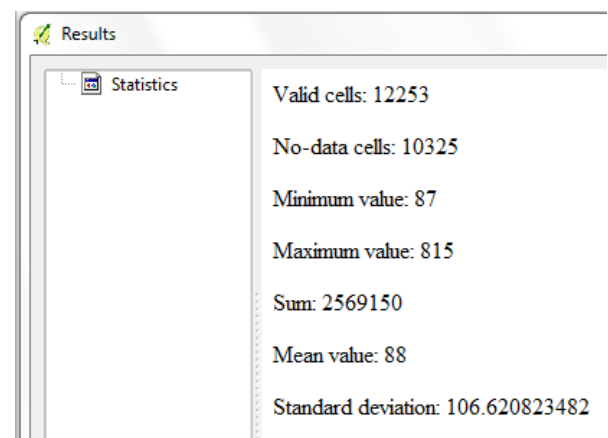 Results
Statistics
Valid cells: 12253
No-data cells: 10325
Minimum value: 87
Maximum value: 815
Sum: 2569150
Mean value: 88
Standard deviation: 106.620823482